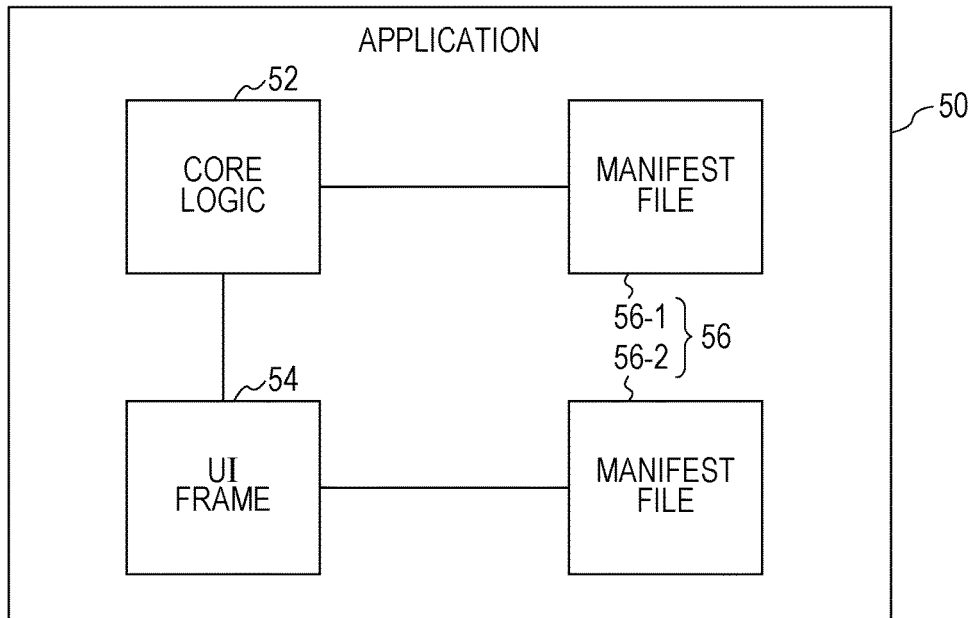 APPLICATION
52
50
CORE
LOGIC
MANIFEST
FILE
56-1
56
56-2
54
UI
FRAME
MANIFEST
FILE